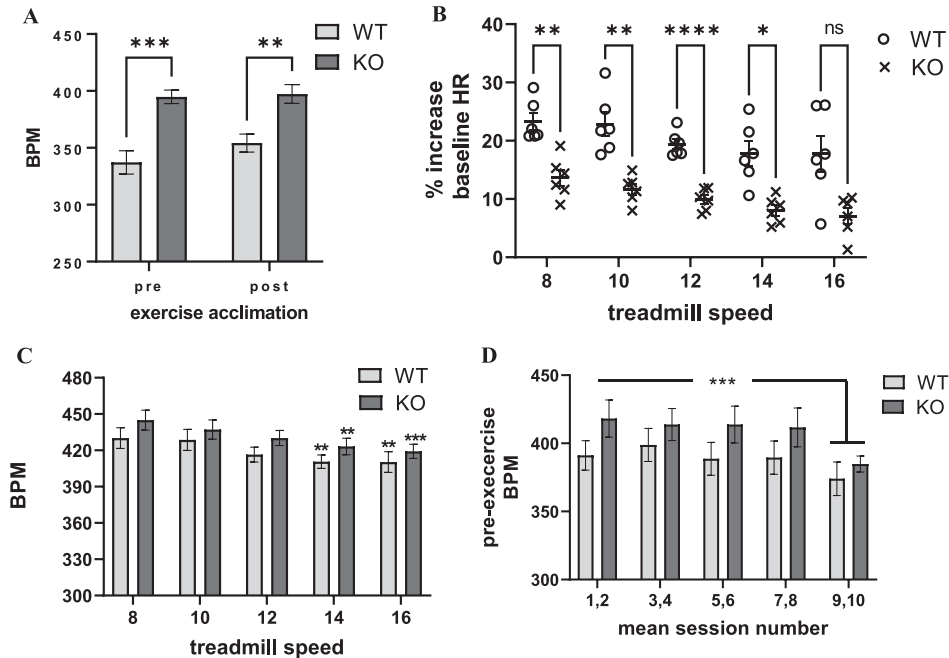 A
WT
KO
***
**
450
400
350
300
250
BPM
pre
post
exercise acclimation
B
WT
KO
**
**
****
*
ns
40
30
20
10
0
% increase
baseline HR
8
10
12
14
16
treadmill speed
C
WT
KO
480
450
420
390
360
330
300
BPM
**
**
**
***
8
10
12
14
16
treadmill speed
D
WT
KO
***
450
400
350
300
pre-execercise
BPM
1,2
3,4
5,6
7,8
9,10
mean session number